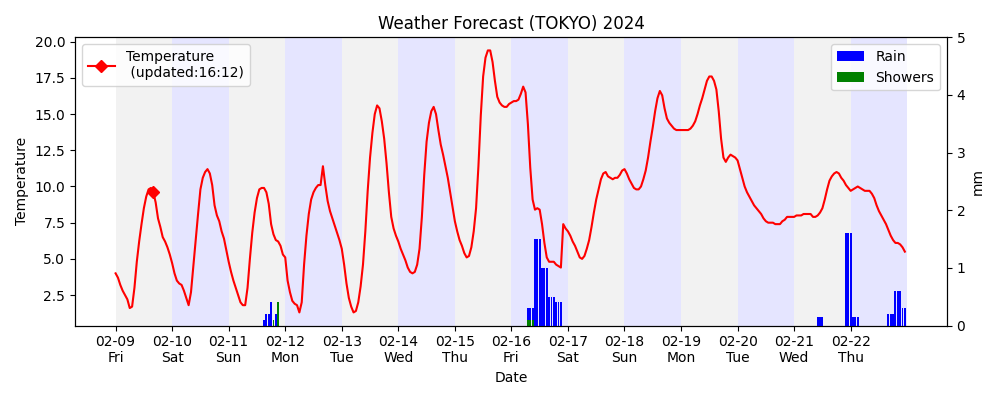 Weather Forecast (TOKYO) 2024
Temperature
(updated:16:12)
Rain
Showers
20.0
17.5
15.0
12.5
10.0
7.5
5.0
2.5
Temperature
5
4
3
2
1
0
mm
02-09 02-10 02-11 02-12 02-13 02-14 02-15 02-16 02-17 02-18 02-19 02-20 02-21 02-22
Fri Sat Sun Mon Tue Wed Thu Fri Sat Sun Mon Tue Wed Thu
Date